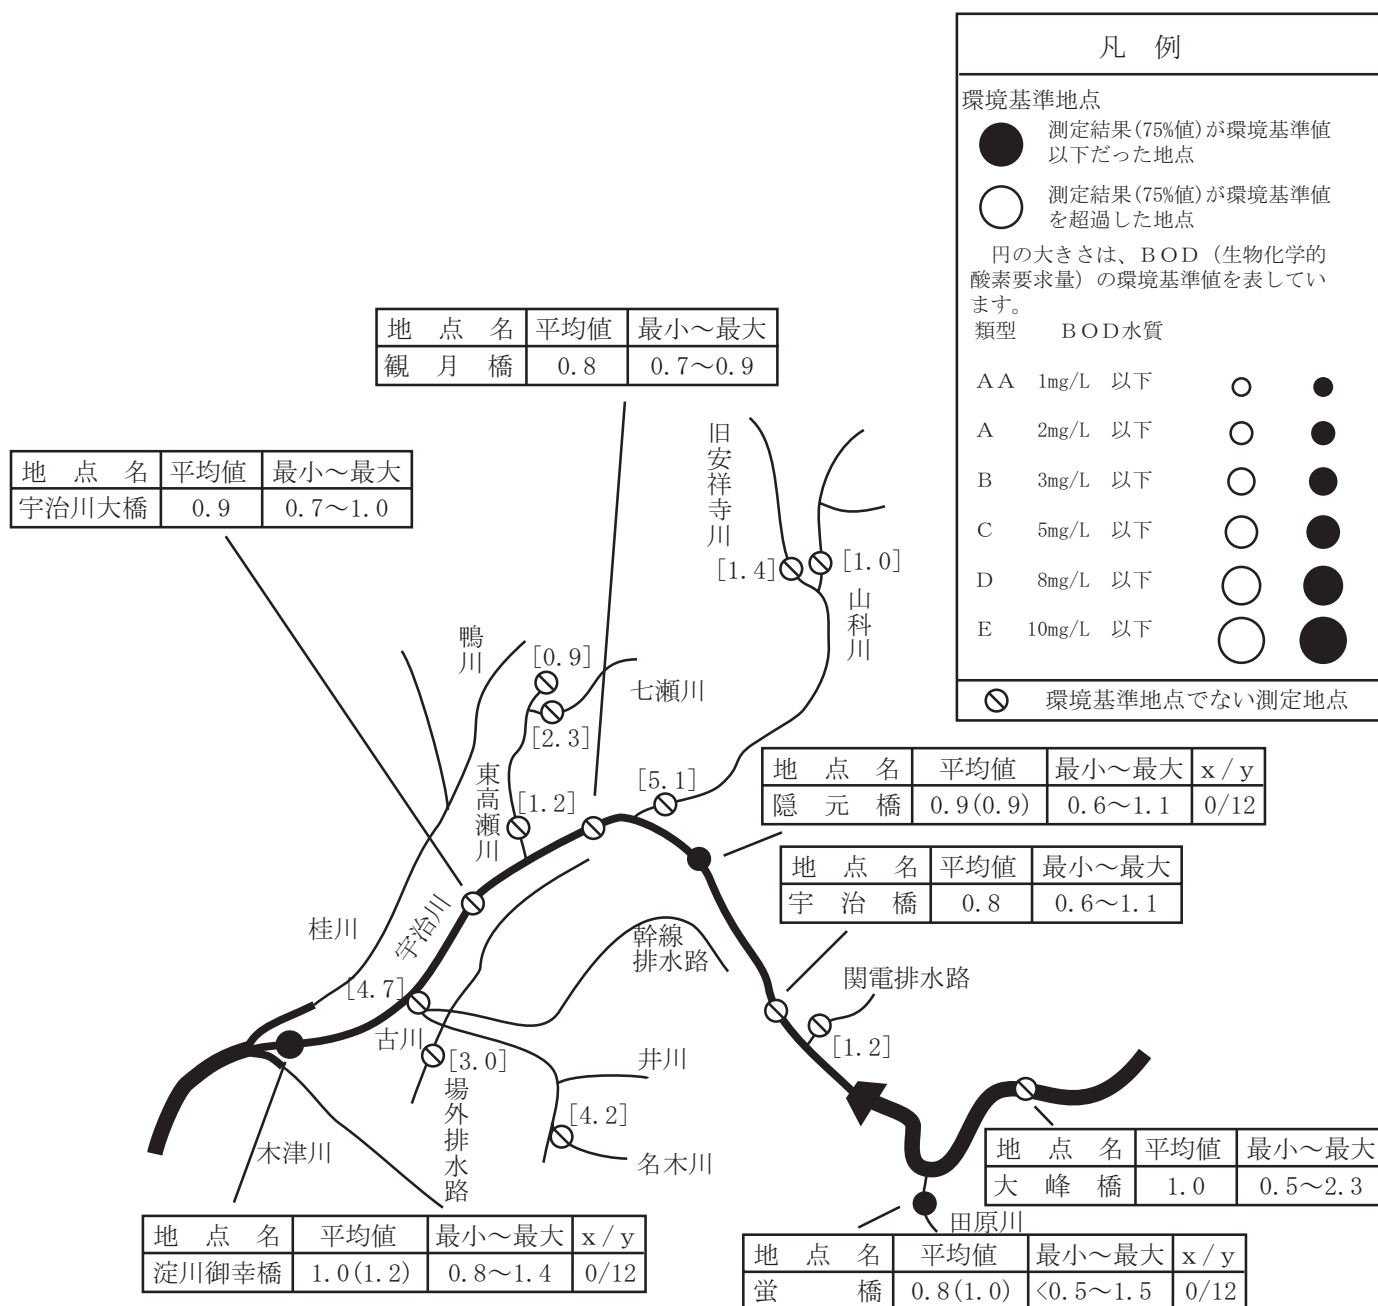 凡 例
環境基準地点
測定結果(75%値)が環境基準値
以下だった地点
測定結果(75%値)が環境基準値
を超過した地点
円の大きさは、BOD(生物化学的
酸素要求量)の環境基準値を表してい
ます。
類型 BOD水質
AA 1mg/L 以下
A 2mg/L 以下
B 3mg/L 以下
C 5mg/L 以下
D 8mg/L 以下
E 10mg/L 以下
環境基準地点でない測定地点
地 点 名 平均値 最小～最大
観 月 橋 0.8 0.7～0.9
地 点 名 平均値 最小～最大
宇治川大橋 0.9 0.7～1.0
旧安祥寺川
[1.4]
[1.0]
山科川
鴨川
[0.9]
七瀬川
[2.3]
東高瀬川
[1.2]
[5.1]
地 点 名 平均値 最小～最大 x/y
隠 元 橋 0.9(0.9) 0.6～1.1 0/12
地 点 名 平均値 最小～最大
宇 治 橋 0.8 0.6～1.1
桂川
宇治川
幹線
排水路
関電排水路
[4.7]
古川
[1.2]
[3.0]
井川
場外排水路
[4.2]
名木川
木津川
地 点 名 平均値 最小～最大
大 峰 橋 1.0 0.5～2.3
田原川
地 点 名 平均値 最小～最大 x/y
淀川御幸橋 1.0(1.2) 0.8～1.4 0/12
地 点 名 平均値 最小～最大 x/y
蛍 橋 0.8(1.0) <0.5～1.5 0/12